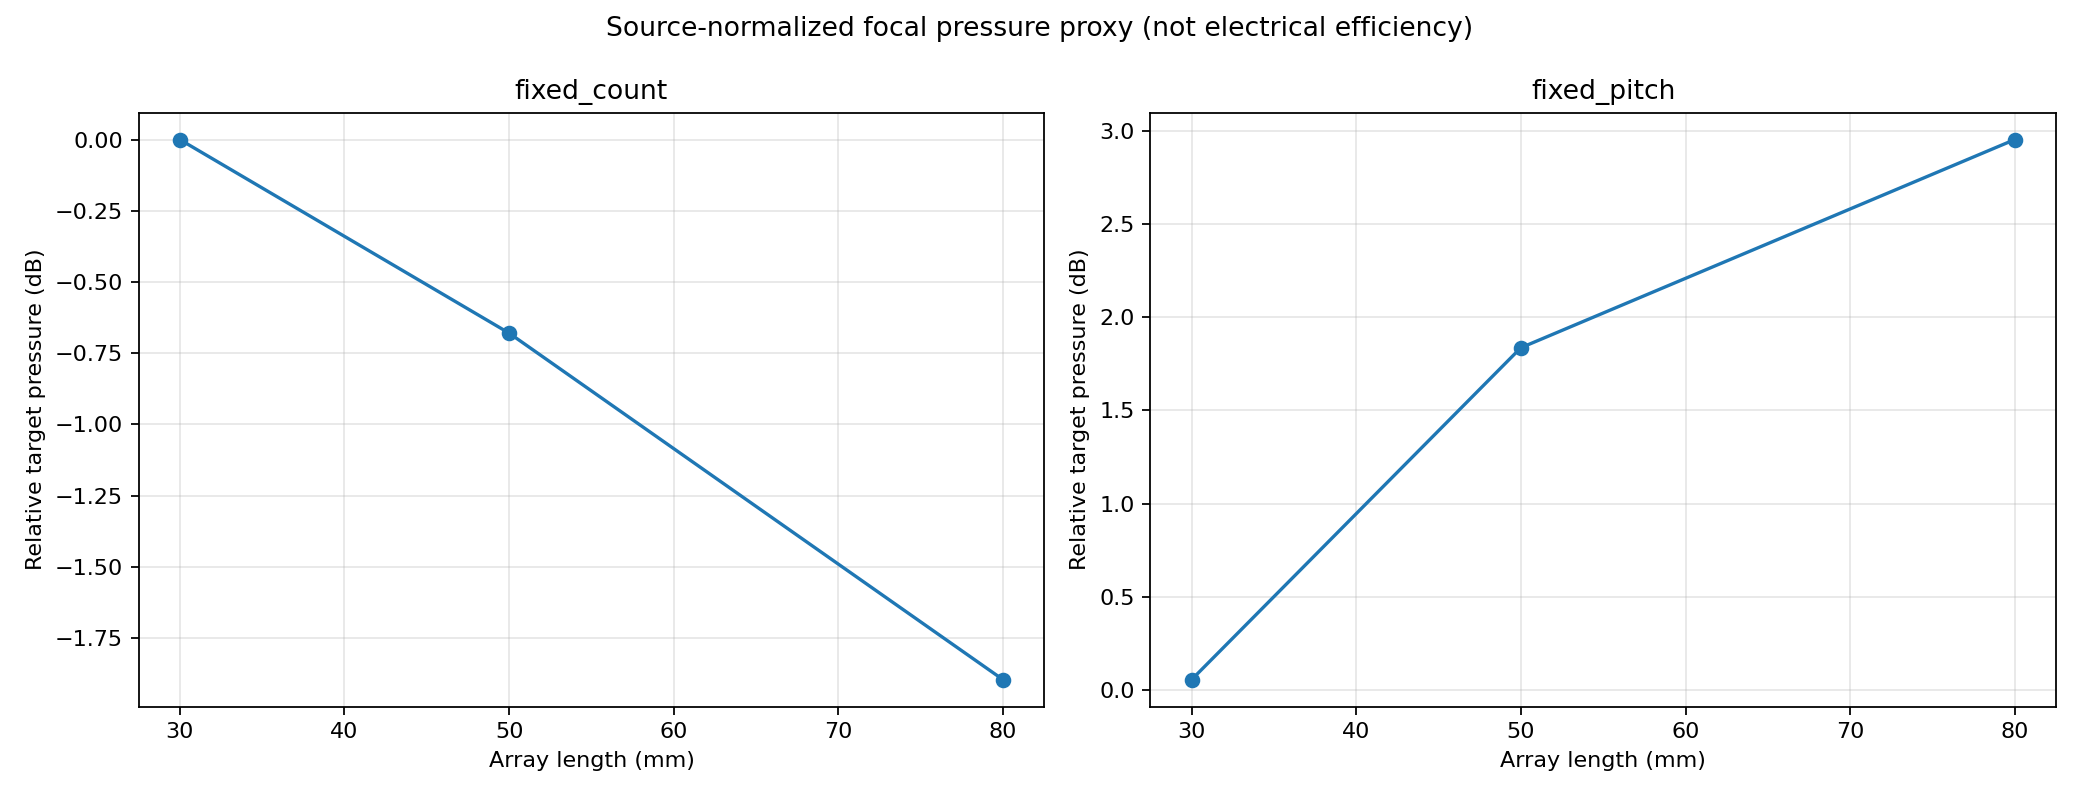 Source-normalized focal pressure proxy (not electrical efficiency)
fixed_count
Relative target pressure (dB)
0.00
−0.25
−0.50
−0.75
−1.00
−1.25
−1.50
−1.75
30 40 50 60 70 80
Array length (mm)
fixed_pitch
Relative target pressure (dB)
3.0
2.5
2.0
1.5
1.0
0.5
0.0
30 40 50 60 70 80
Array length (mm)